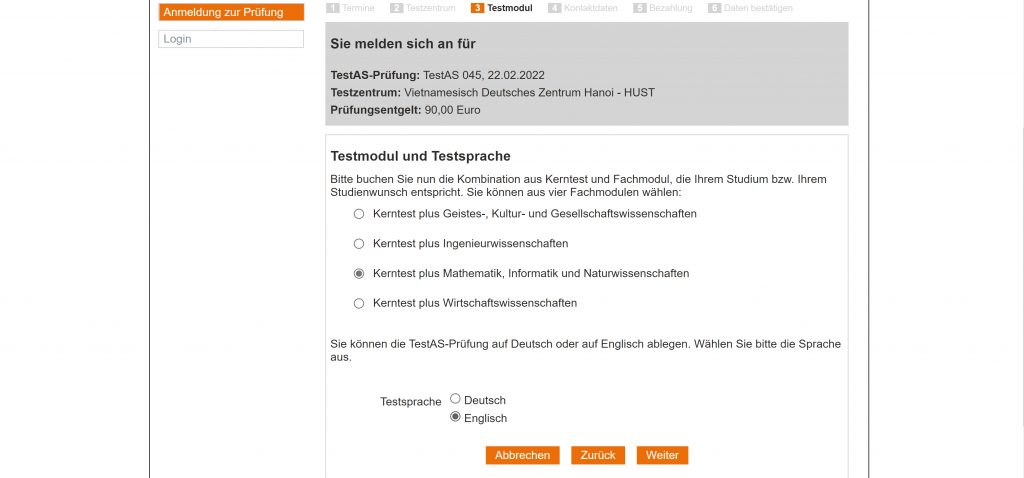 Anmeldung zur Prüfung
Login
1 Termine 2 Testzentrum 3 Testmodul 4 Kontaktdaten 5 Bezahlung 6 Daten bestätigen
Sie melden sich an für
TestAS-Prüfung: TestAS 045, 22.02.2022
Testzentrum: Vietnamesisch Deutsches Zentrum Hanoi - HUST
Prüfungsentgelt: 90,00 Euro
Testmodul und Testsprache
Bitte buchen Sie nun die Kombination aus Kerntest und Fachmodul, die Ihrem Studium bzw. Ihrem
Studienwunsch entspricht. Sie können aus vier Fachmodulen wählen:
Kerntest plus Geistes-, Kultur- und Gesellschaftswissenschaften
Kerntest plus Ingenieurwissenschaften
Kerntest plus Mathematik, Informatik und Naturwissenschaften
Kerntest plus Wirtschaftswissenschaften
Sie können die TestAS-Prüfung auf Deutsch oder auf Englisch ablegen. Wählen Sie bitte die Sprache
aus.
Testsprache Deutsch
Englisch
Abbrechen Zurück Weiter